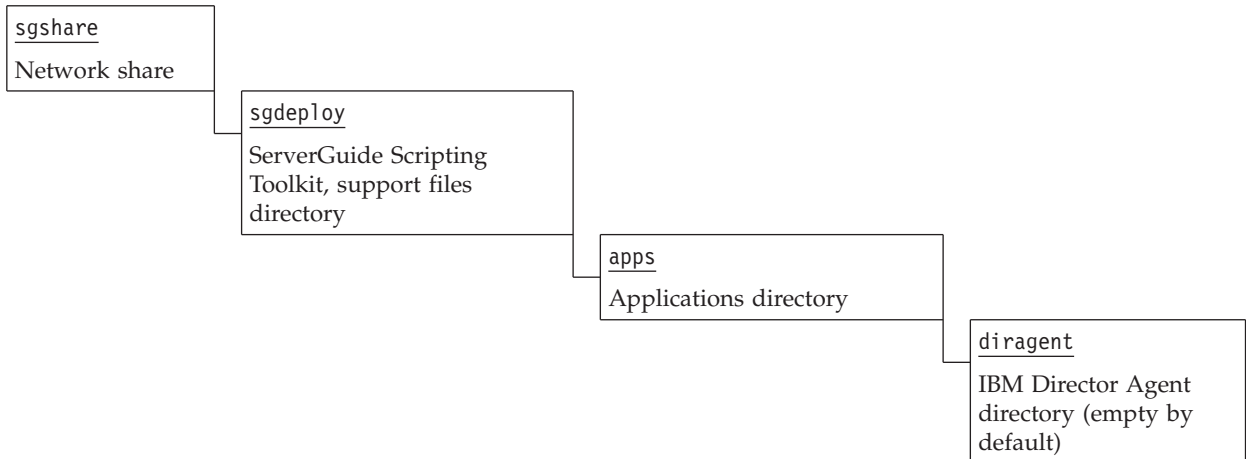 sgshare
Network share
sgdeploy
ServerGuide Scripting
Toolkit, support files
directory
apps
Applications directory
diragent
IBM Director Agent
directory (empty by
default)